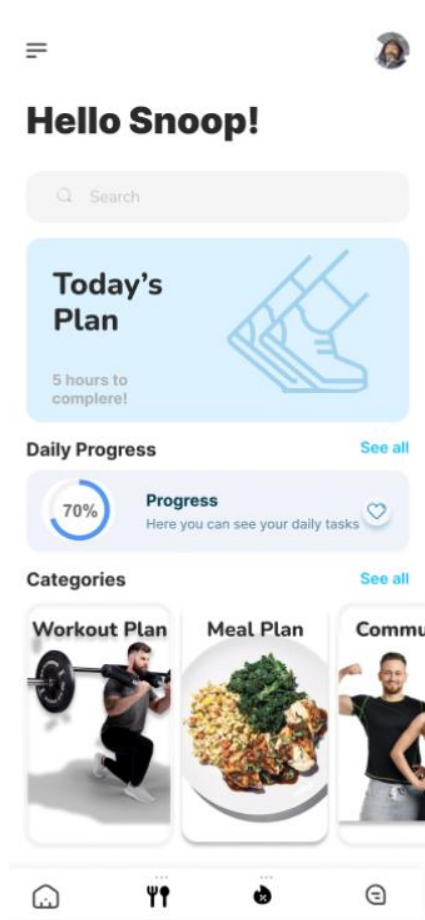 Hello Snoop!
Search
Today's
Plan
5 hours to
complere!
Daily Progress
See all
70%
Progress
Here you can see your daily tasks
Categories
See all
Workout Plan
Meal Plan
Commu